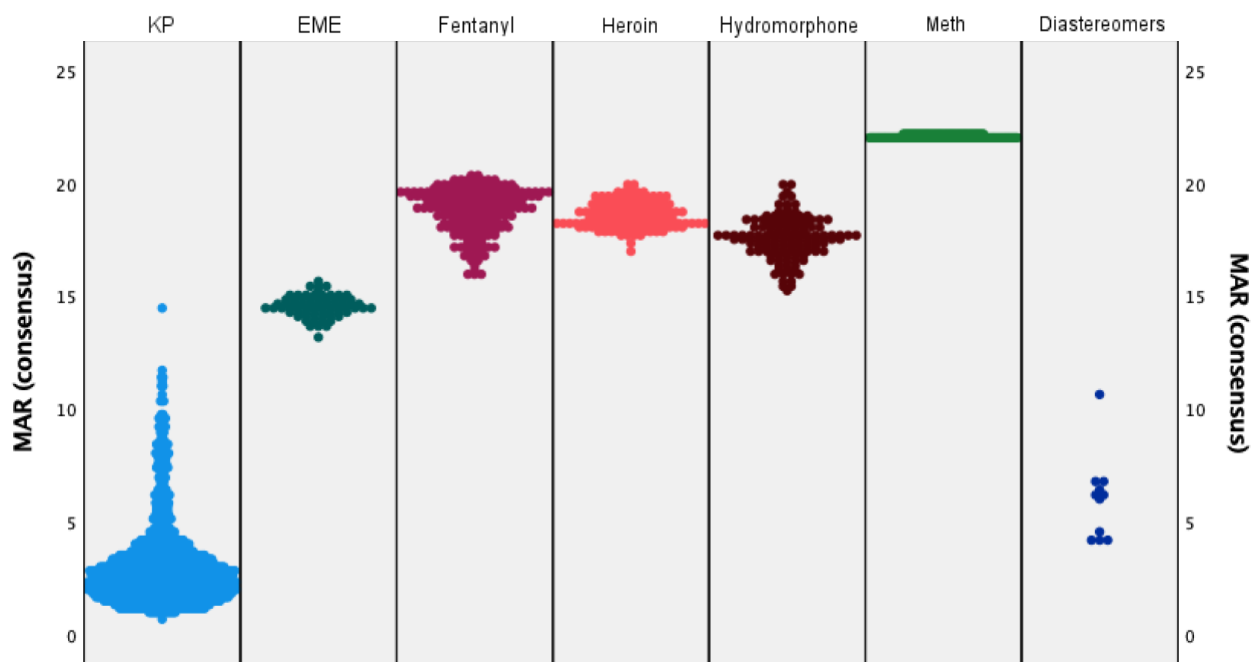 KP EME Fentanyl Heroin Hydromorphone Meth Diastereomers
25 25
20 20
15 15
10 10
5 5
0 0
MAR (consensus)
MAR (consensus)